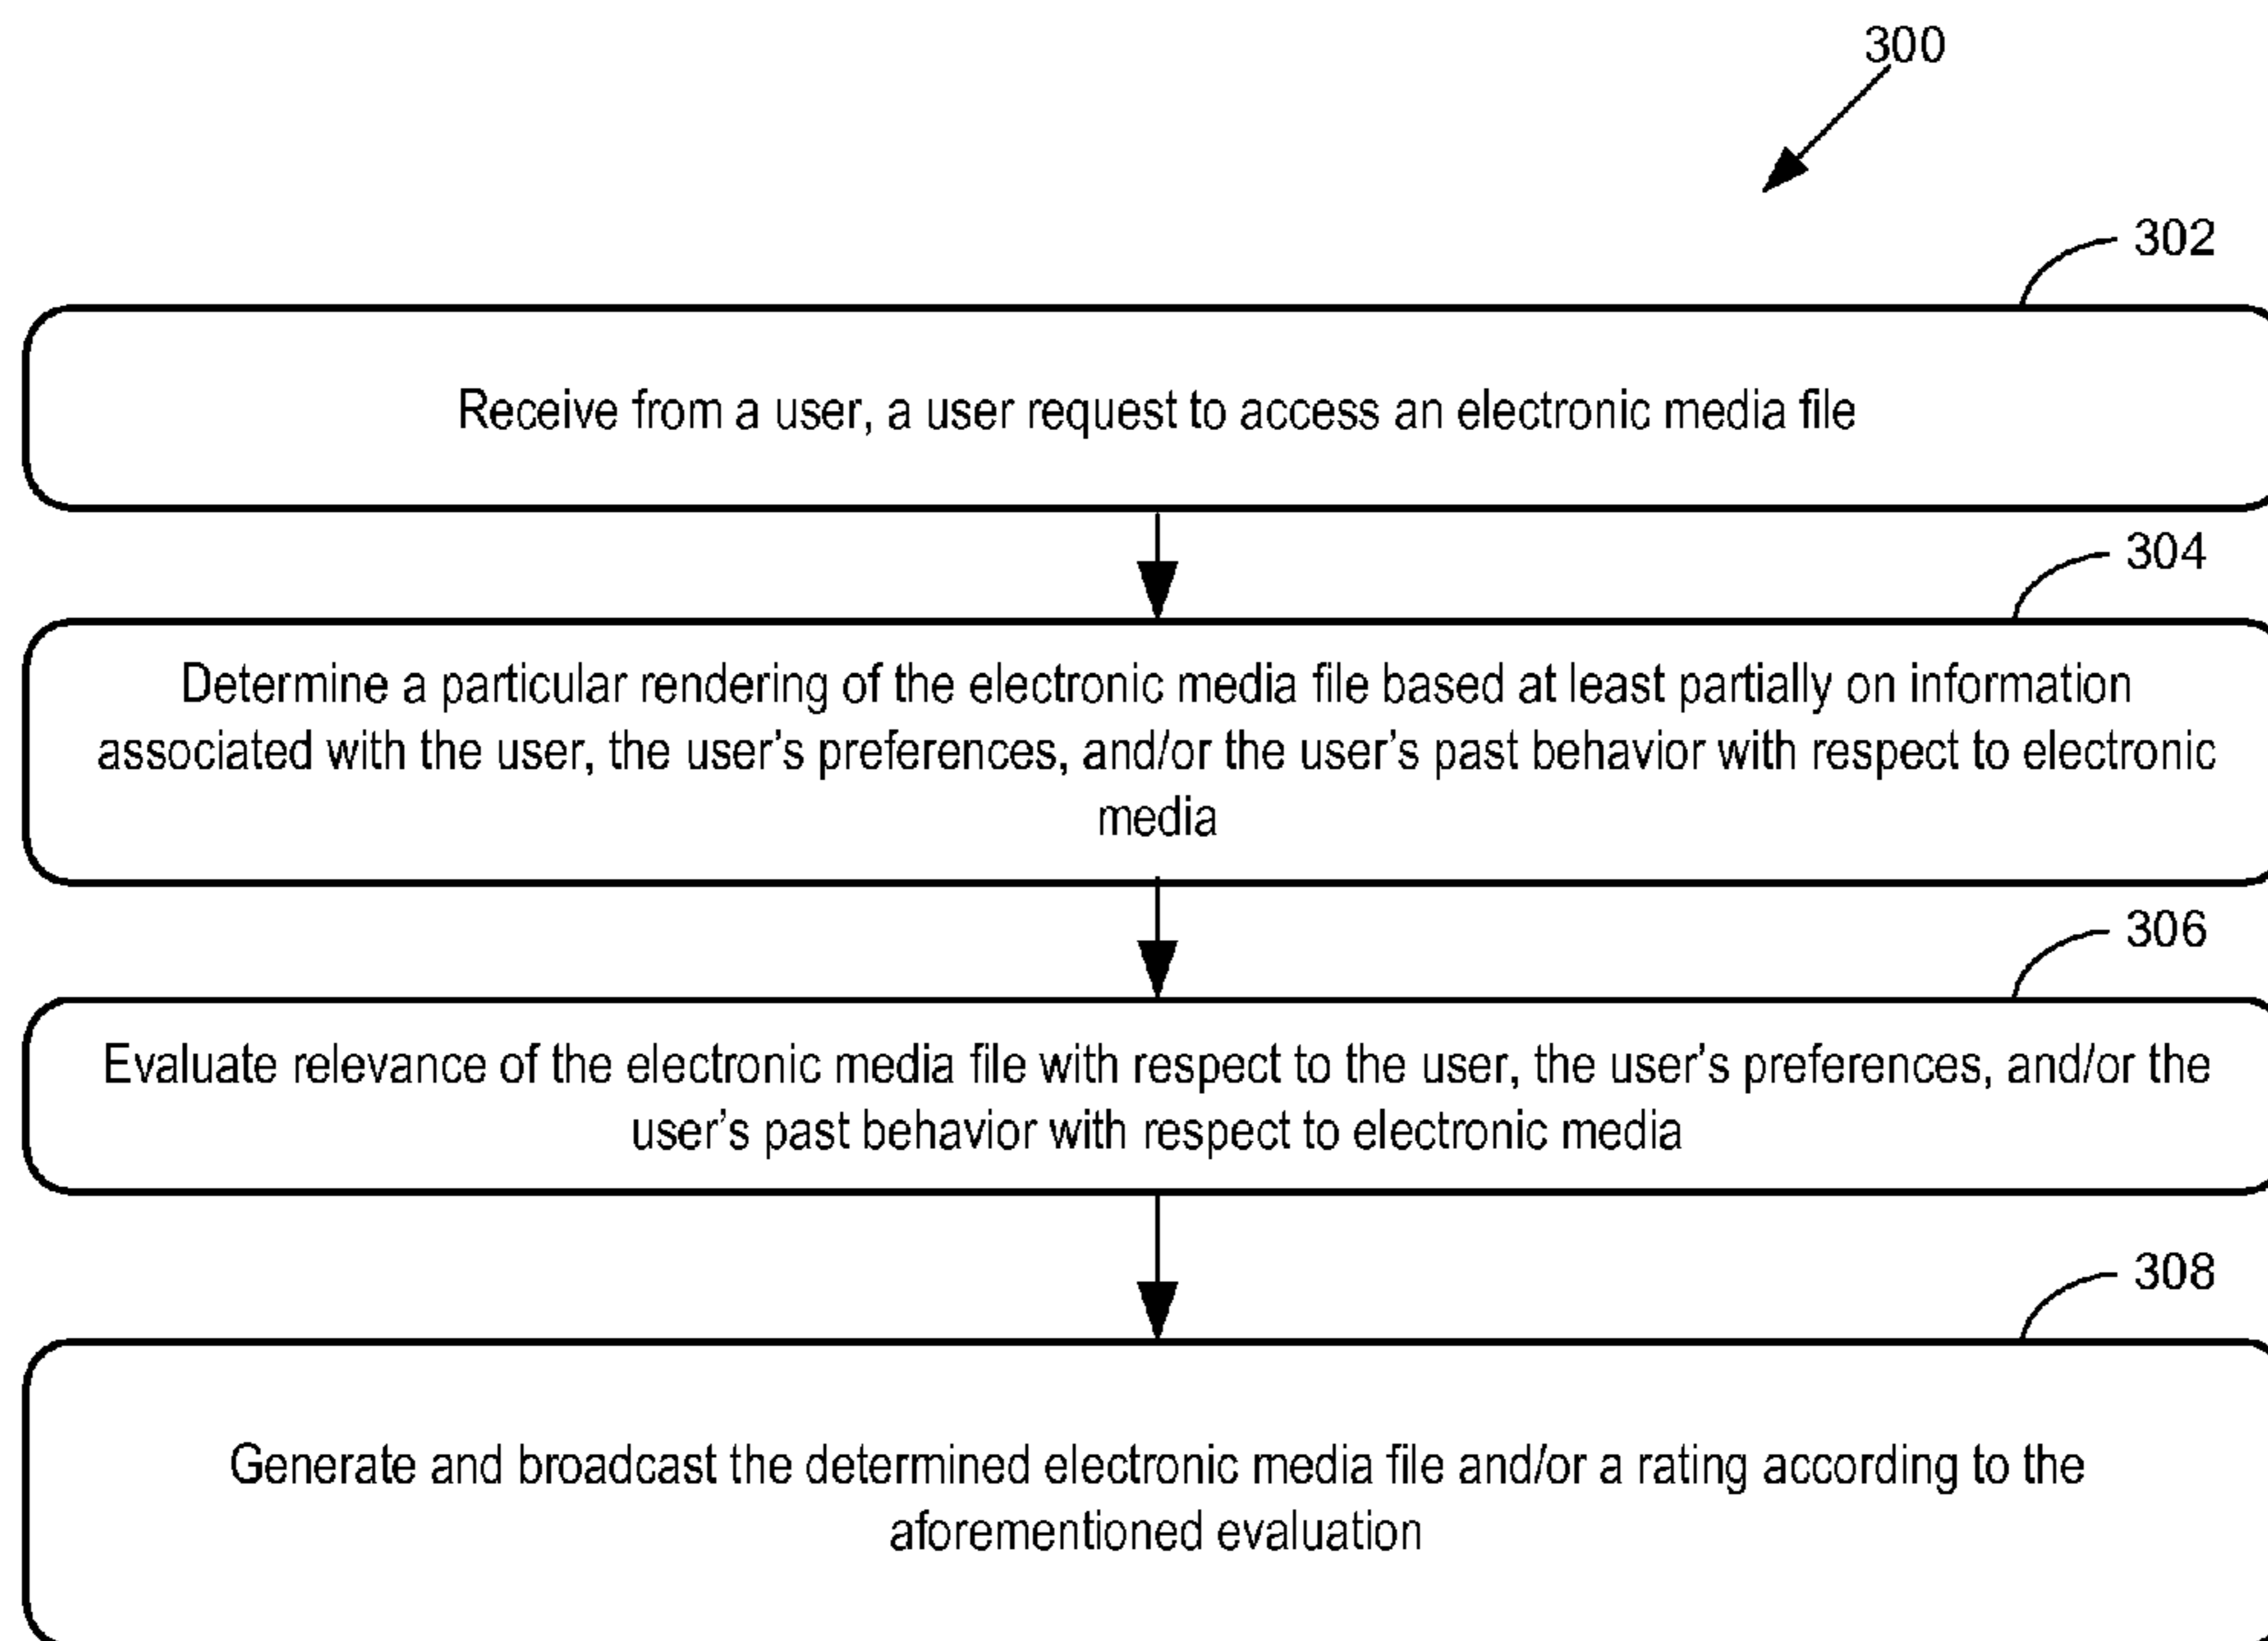 300
302
Receive from a user, a user request to access an electronic media file
304
Determine a particular rendering of the electronic media file based at least partially on information
associated with the user, the user’s preferences, and/or the user’s past behavior with respect to electronic
media
306
Evaluate relevance of the electronic media file with respect to the user, the user’s preferences, and/or the
user’s past behavior with respect to electronic media
308
Generate and broadcast the determined electronic media file and/or a rating according to the
aforementioned evaluation